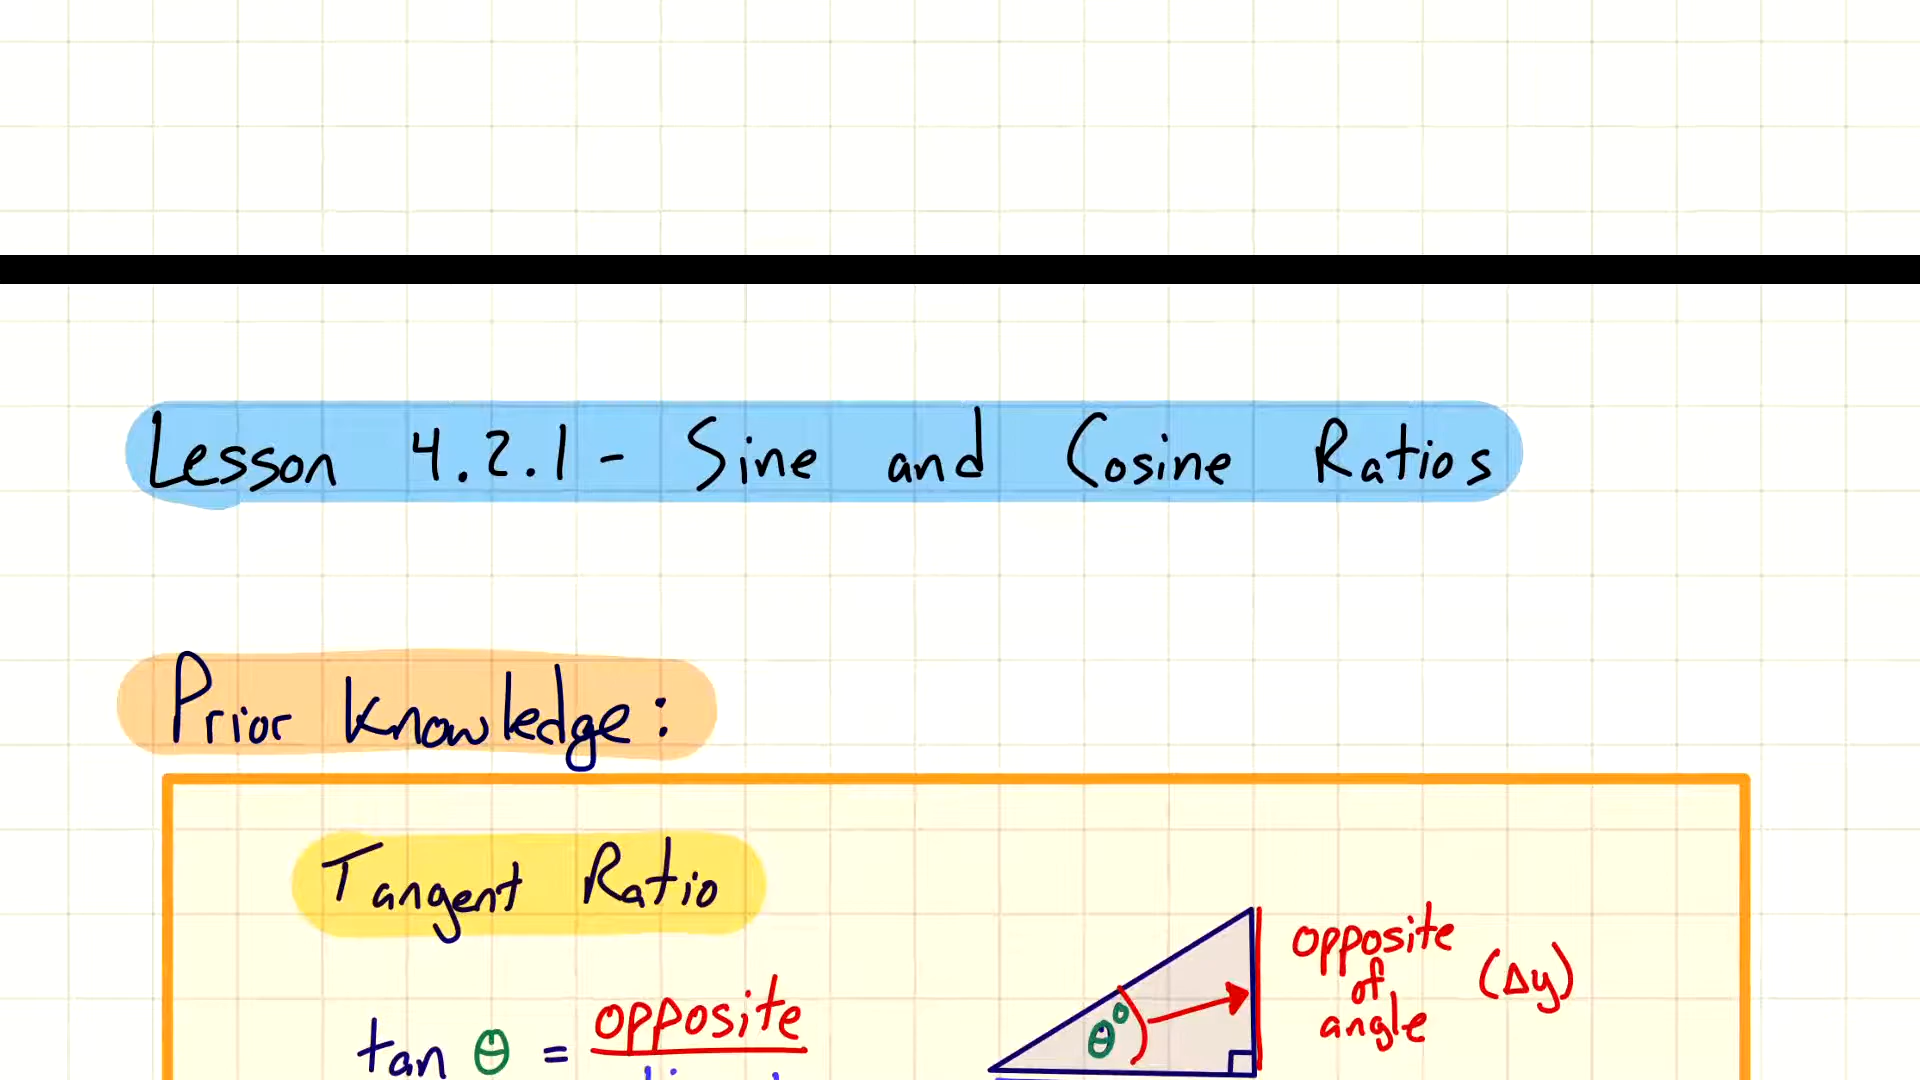 Lesson 4.2.1 - Sine and Cosine Ratios
Prior Knowledge:
Tangent Ratio
opposite
of
angle
(Δy)
θ°
tan θ = opposite